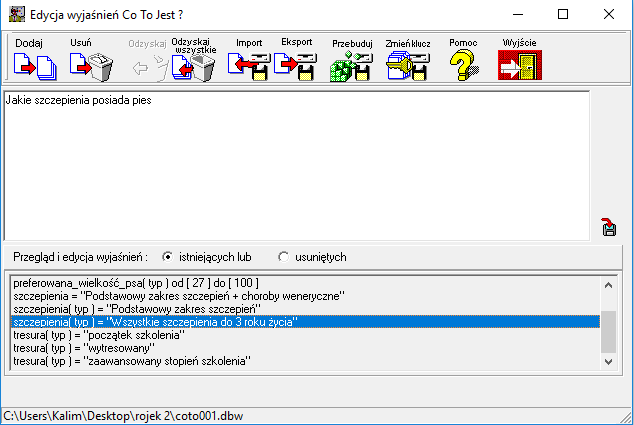 Edycja wyjaśnień Co To Jest ?
Dodaj Usuń Odzyskaj Odzyskaj wszystkie Import Eksport Przebuduj Zmień klucz Pomoc Wyjście
Jakie szczepienia posiada pies
Przegląd i edycja wyjaśnień : istniejących lub usuniętych
preferowana_wielkość_psa( typ ) od [ 27 ] do [ 100 ]
szczepienia = "Podstawowy zakres szczepień + choroby weneryczne"
szczepienia( typ ) = "Podstawowy zakres szczepień"
szczepienia( typ ) = "Wszystkie szczepienia do 3 roku życia"
tresura( typ ) = "początek szkolenia"
tresura( typ ) = "wytresowany"
tresura( typ ) = "zaawansowany stopień szkolenia"
C:\Users\Kalim\Desktop\rojek 2\coto001.dbw